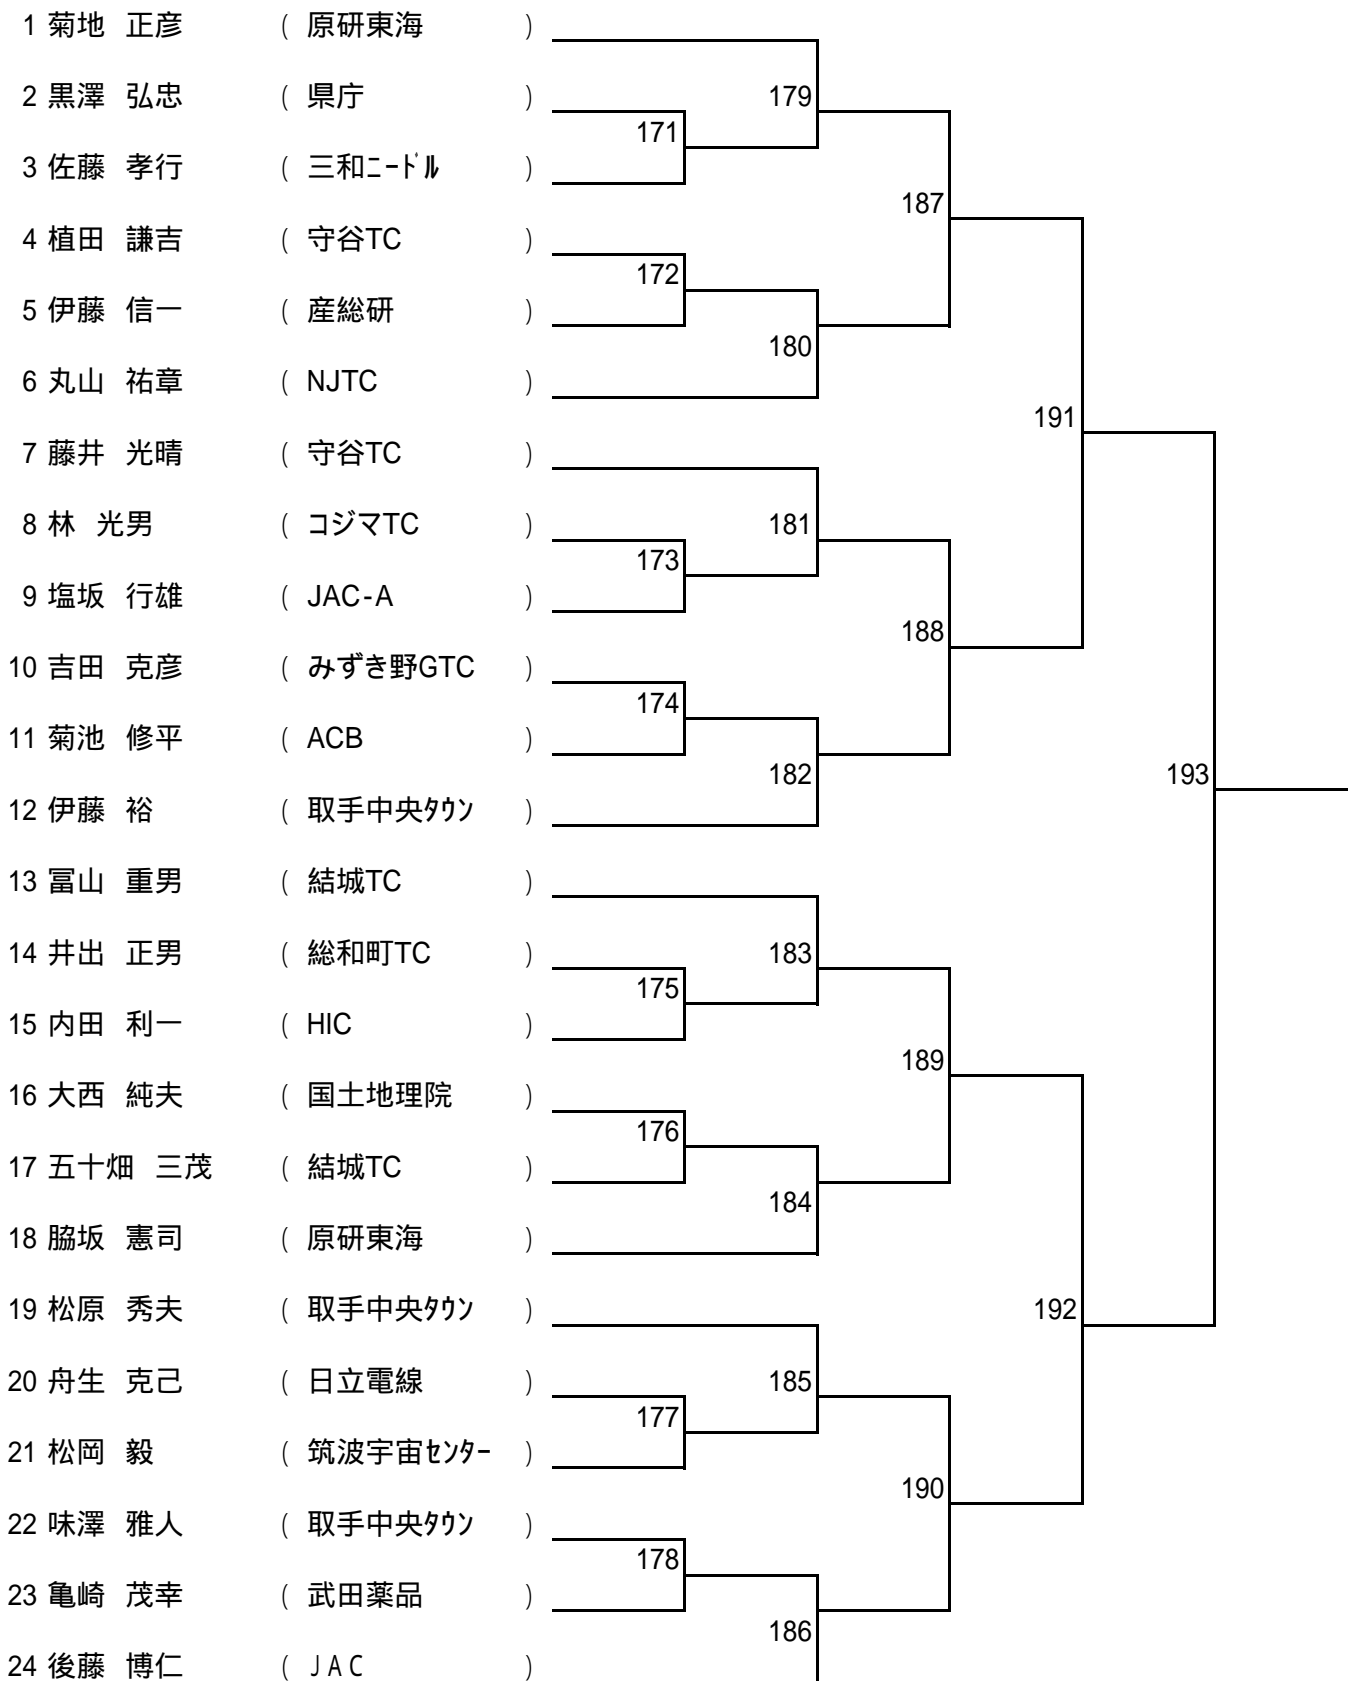 1 菊地 正彦 ( 原研東海 )
2 黒澤 弘忠 ( 県庁 ) 179
171
3 佐藤 孝行 ( 三和ﾆｰﾄﾞﾙ )
187
4 植田 謙吉 ( 守谷TC )
172
5 伊藤 信一 ( 産総研 )
180
6 丸山 祐章 ( NJTC )
191
7 藤井 光晴 ( 守谷TC )
8 林 光男 ( コジマTC ) 181
173
9 塩坂 行雄 ( JAC-A )
188
10 吉田 克彦 ( みずき野GTC )
174
11 菊池 修平 ( ACB )
182 193
12 伊藤 裕 ( 取手中央ﾀｳﾝ )
13 冨山 重男 ( 結城TC )
14 井出 正男 ( 総和町TC ) 183
175
15 内田 利一 ( HIC )
189
16 大西 純夫 ( 国土地理院 )
176
17 五十畑 三茂 ( 結城TC )
184
18 脇坂 憲司 ( 原研東海 )
19 松原 秀夫 ( 取手中央ﾀｳﾝ ) 192
20 舟生 克己 ( 日立電線 ) 185
177
21 松岡 毅 ( 筑波宇宙ｾﾝﾀｰ )
190
22 味澤 雅人 ( 取手中央ﾀｳﾝ )
178
23 亀崎 茂幸 ( 武田薬品 )
186
24 後藤 博仁 ( ＪＡＣ )